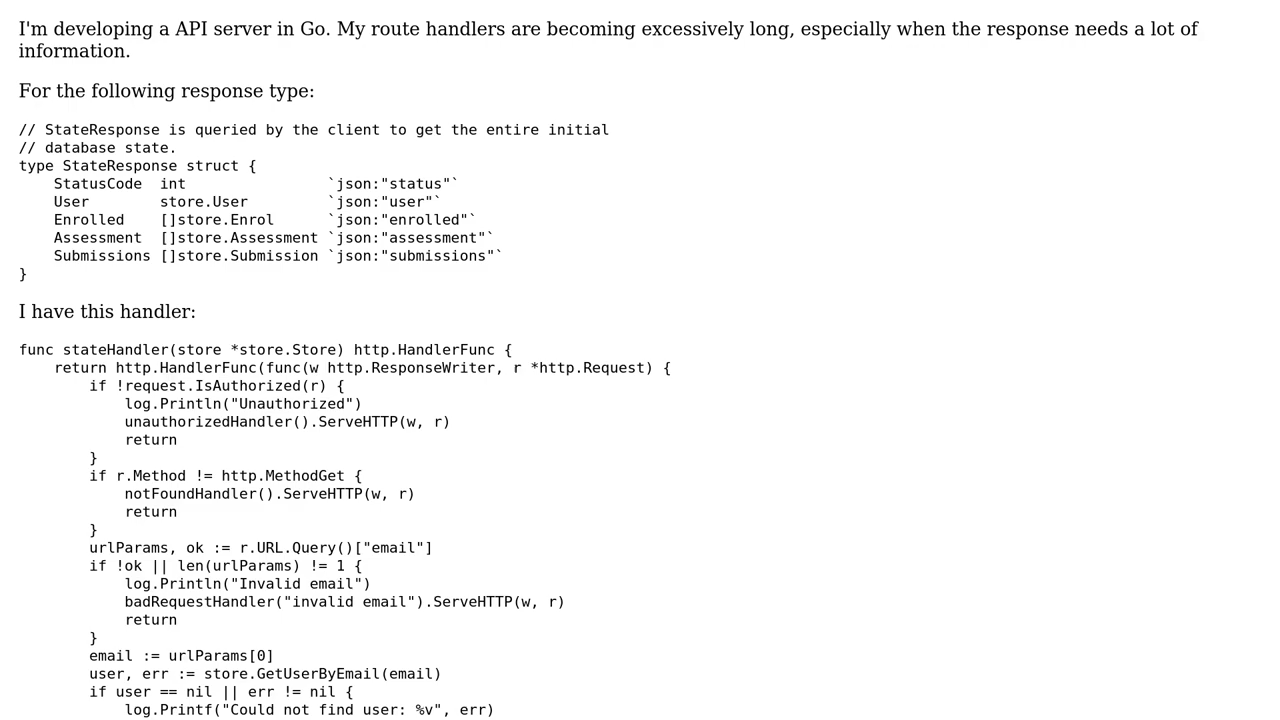 I'm developing a API server in Go. My route handlers are becoming excessively long, especially when the response needs a lot of
information.
For the following response type:
// StateResponse is queried by the client to get the entire initial
// database state.
type StateResponse struct {
    StatusCode  int                `json:"status"`
    User        store.User         `json:"user"`
    Enrolled    []store.Enrol      `json:"enrolled"`
    Assessment  []store.Assessment `json:"assessment"`
    Submissions []store.Submission `json:"submissions"`
}
I have this handler:
func stateHandler(store *store.Store) http.HandlerFunc {
    return http.HandlerFunc(func(w http.ResponseWriter, r *http.Request) {
        if !request.IsAuthorized(r) {
            log.Println("Unauthorized")
            unauthorizedHandler().ServeHTTP(w, r)
            return
        }
        if r.Method != http.MethodGet {
            notFoundHandler().ServeHTTP(w, r)
            return
        }
        urlParams, ok := r.URL.Query()["email"]
        if !ok || len(urlParams) != 1 {
            log.Println("Invalid email")
            badRequestHandler("invalid email").ServeHTTP(w, r)
            return
        }
        email := urlParams[0]
        user, err := store.GetUserByEmail(email)
        if user == nil || err != nil {
            log.Printf("Could not find user: %v", err)